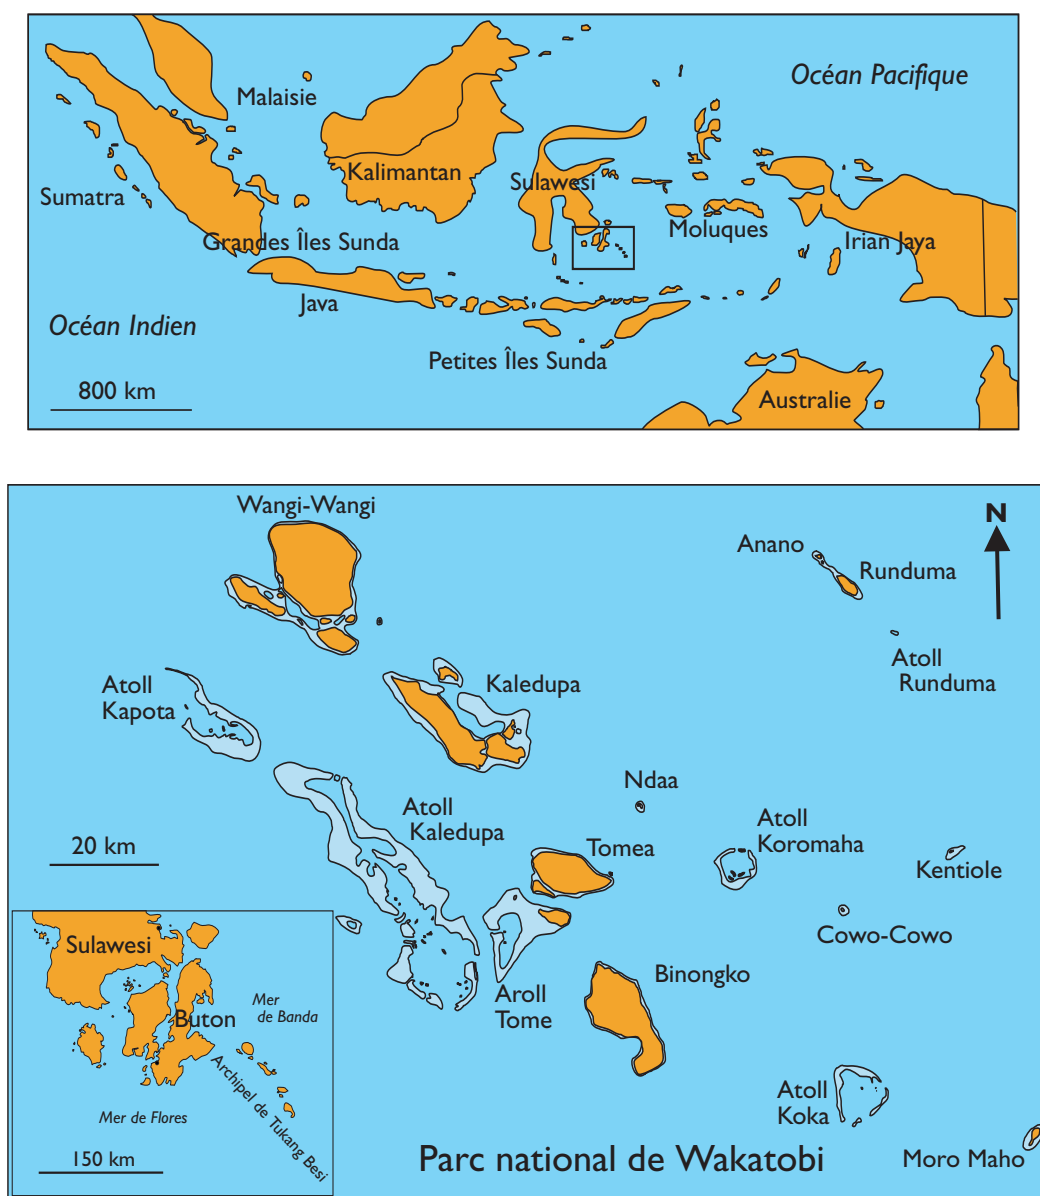 Océan Pacifique
Malaisie
Kalimantan
Sulawesi
Sumatra
Moluques
Irian Jaya
Grandes Îles Sunda
Java
Océan Indien
Petites Îles Sunda
800 km
Australie
Wangi-Wangi
N
Anano
Runduma
Atoll
Runduma
Atoll
Kapota
Kaledupa
Ndaa
Atoll
Kaledupa
Atoll
Koromaha
20 km
Tomea
Kentiole
Cowo-Cowo
Sulawesi
Binongko
Mer
de Banda
Buton
Aroll
Tome
Archipel de Tukang Besi
Atoll
Koka
Mer de Flores
150 km
Parc national de Wakatobi
Moro Maho